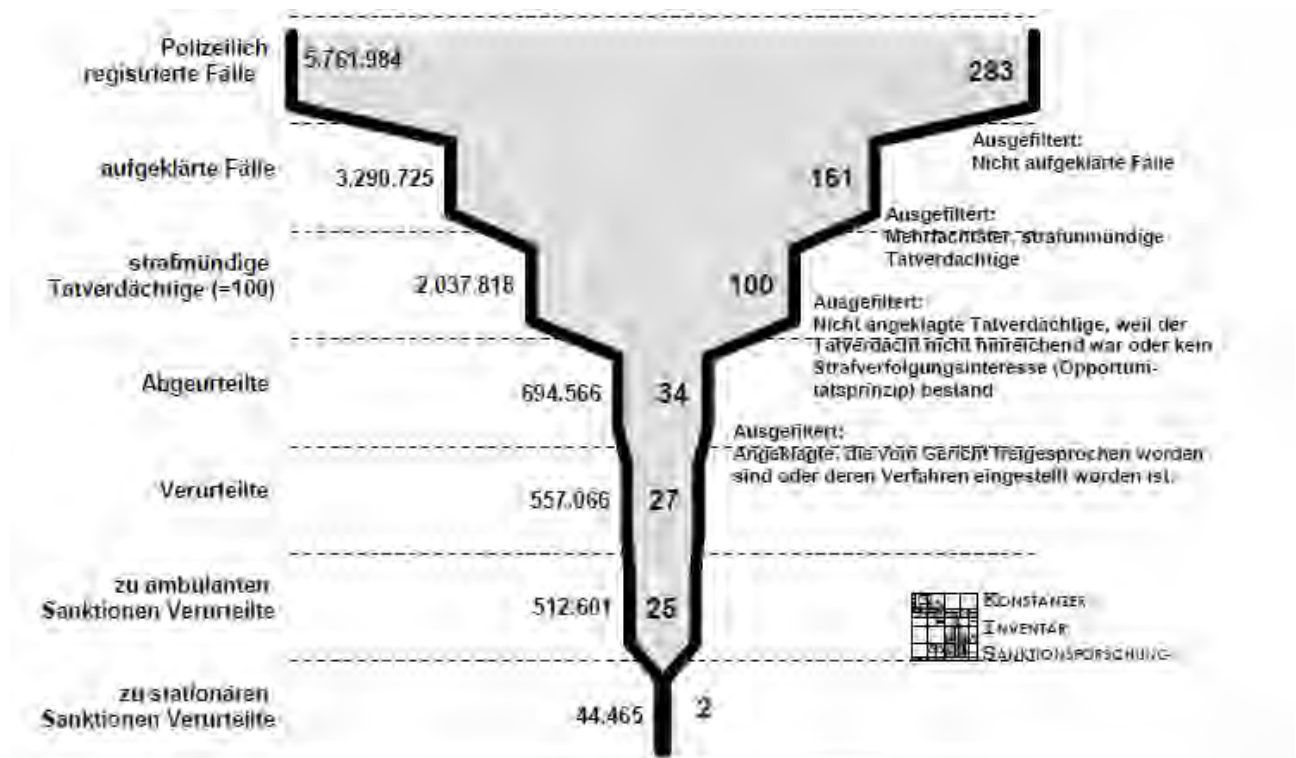 Polizeilich
registrierte Fälle
5.761.984
283
Ausgefiltert:
Nicht aufgeklärte Fälle
aufgeklärte Fälle
3.290.725
161
Ausgefiltert:
Mehrfachtäter, strafunmündige
Tatverdächtige
strafmündige
Tatverdächtige (=100)
2.037.818
100
Ausgefiltert:
Nicht angeklagte Tatverdächtige, weil der
Tatverdacht nicht hinreichend war oder kein
Strafverfolgungsinteresse (Opportuni-
tätsprinzip) bestand
Abgeurteilte
694.566
34
Ausgefiltert:
Angeklagte, die vom Gericht freigesprochen worden
sind oder deren Verfahren eingestellt worden ist.
Verurteilte
557.066
27
zu ambulanten
Sanktionen Verurteilte
512.601
25
KONSTANZER
INVENTAR
SANKTIONSFORSCHUNG
zu stationären
Sanktionen Verurteilte
44.465
2